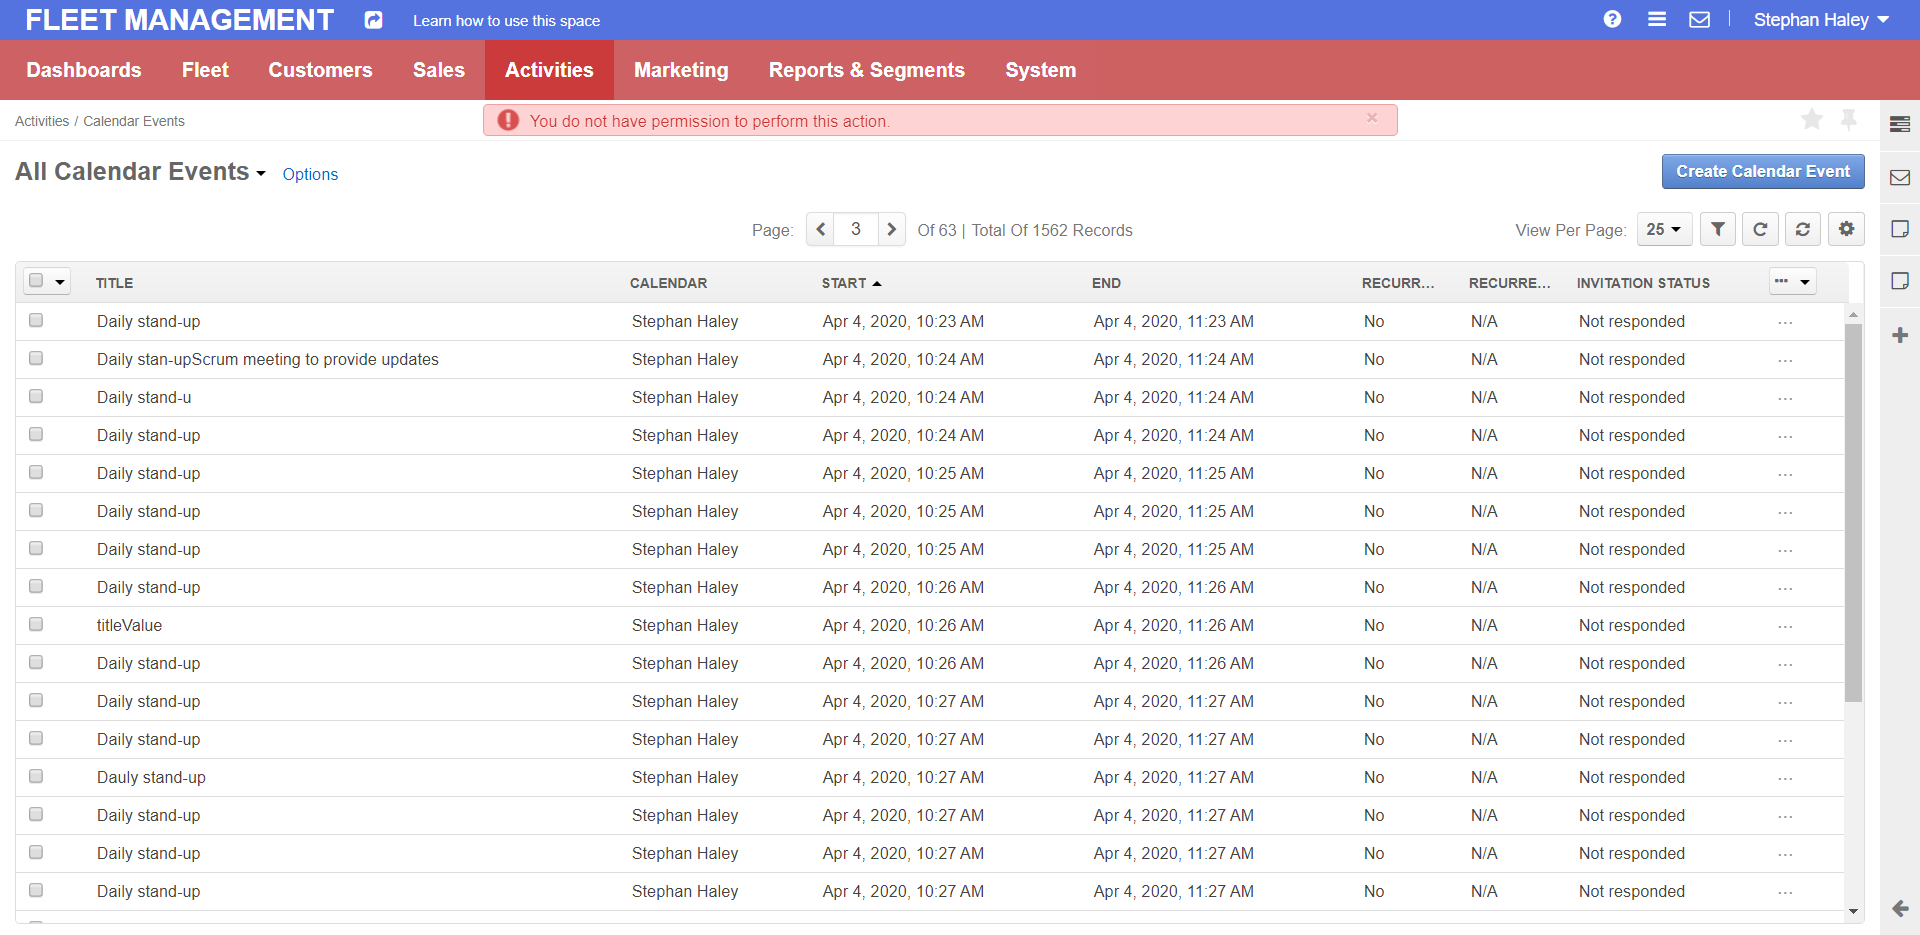 FLEET MANAGEMENT Learn how to use this space Stephan Haley
Dashboards Fleet Customers Sales Activities Marketing Reports & Segments System
Activities / Calendar Events
You do not have permission to perform this action. ×
All Calendar Events Options Create Calendar Event
Page: 3 Of 63 | Total Of 1562 Records View Per Page: 25
TITLE CALENDAR START END RECURR... RECURRE... INVITATION STATUS
Daily stand-up Stephan Haley Apr 4, 2020, 10:23 AM Apr 4, 2020, 11:23 AM No N/A Not responded ...
Daily stan-upScrum meeting to provide updates Stephan Haley Apr 4, 2020, 10:24 AM Apr 4, 2020, 11:24 AM No N/A Not responded ...
Daily stand-u Stephan Haley Apr 4, 2020, 10:24 AM Apr 4, 2020, 11:24 AM No N/A Not responded ...
Daily stand-up Stephan Haley Apr 4, 2020, 10:24 AM Apr 4, 2020, 11:24 AM No N/A Not responded ...
Daily stand-up Stephan Haley Apr 4, 2020, 10:25 AM Apr 4, 2020, 11:25 AM No N/A Not responded ...
Daily stand-up Stephan Haley Apr 4, 2020, 10:25 AM Apr 4, 2020, 11:25 AM No N/A Not responded ...
Daily stand-up Stephan Haley Apr 4, 2020, 10:25 AM Apr 4, 2020, 11:25 AM No N/A Not responded ...
Daily stand-up Stephan Haley Apr 4, 2020, 10:26 AM Apr 4, 2020, 11:26 AM No N/A Not responded ...
titleValue Stephan Haley Apr 4, 2020, 10:26 AM Apr 4, 2020, 11:26 AM No N/A Not responded ...
Daily stand-up Stephan Haley Apr 4, 2020, 10:26 AM Apr 4, 2020, 11:26 AM No N/A Not responded ...
Daily stand-up Stephan Haley Apr 4, 2020, 10:27 AM Apr 4, 2020, 11:27 AM No N/A Not responded ...
Daily stand-up Stephan Haley Apr 4, 2020, 10:27 AM Apr 4, 2020, 11:27 AM No N/A Not responded ...
Dauly stand-up Stephan Haley Apr 4, 2020, 10:27 AM Apr 4, 2020, 11:27 AM No N/A Not responded ...
Daily stand-up Stephan Haley Apr 4, 2020, 10:27 AM Apr 4, 2020, 11:27 AM No N/A Not responded ...
Daily stand-up Stephan Haley Apr 4, 2020, 10:27 AM Apr 4, 2020, 11:27 AM No N/A Not responded ...
Daily stand-up Stephan Haley Apr 4, 2020, 10:27 AM Apr 4, 2020, 11:27 AM No N/A Not responded ...